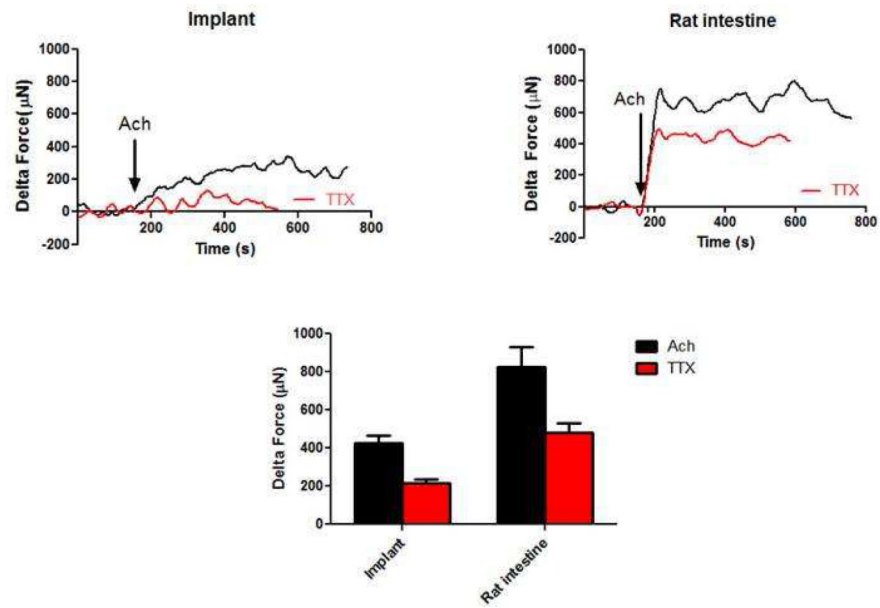 Implant
1000
800
600
400
200
0
-200
Delta Force(μN)
Ach
TTX
200
400
600
800
Time (s)
Rat intestine
1000
800
600
400
200
0
-200
Delta Force (μN)
Ach
TTX
200
400
600
800
Time (s)
1000
800
600
400
200
0
Delta Force (μN)
Implant
Rat intestine
Ach
TTX